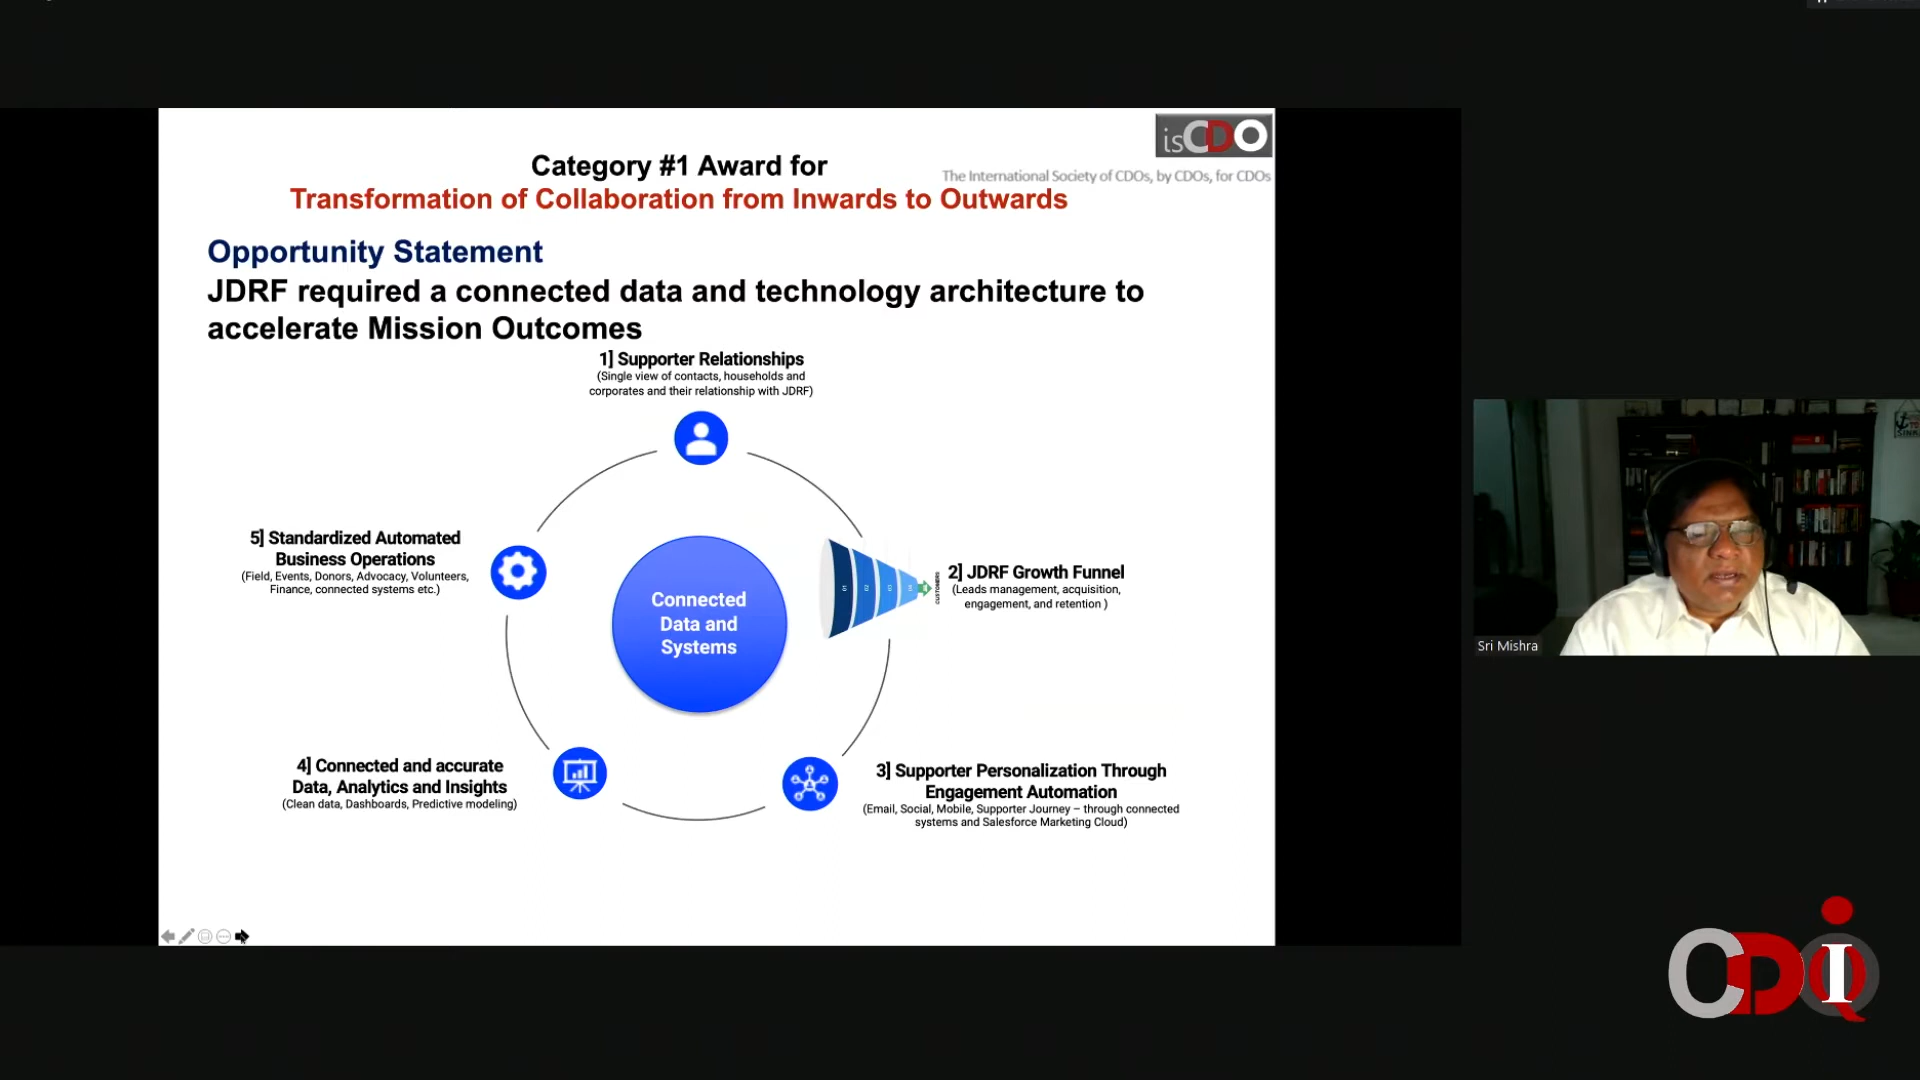 isCDO
Category #1 Award for
The International Society of CDOs, by CDOs, for CDOs
Transformation of Collaboration from Inwards to Outwards
Opportunity Statement
JDRF required a connected data and technology architecture to
accelerate Mission Outcomes
1] Supporter Relationships
(Single view of contacts, households and
corporates and their relationship with JDRF)
5] Standardized Automated
Business Operations
(Field, Events, Donors, Advocacy, Volunteers,
Finance, connected systems etc.)
Connected
Data and
Systems
01
02
03
CUSTOMERS
2] JDRF Growth Funnel
(Leads management, acquisition,
engagement, and retention )
4] Connected and accurate
Data, Analytics and Insights
(Clean data, Dashboards, Predictive modeling)
3] Supporter Personalization Through
Engagement Automation
(Email, Social, Mobile, Supporter Journey – through connected
systems and Salesforce Marketing Cloud)
Sri Mishra
CDIQ